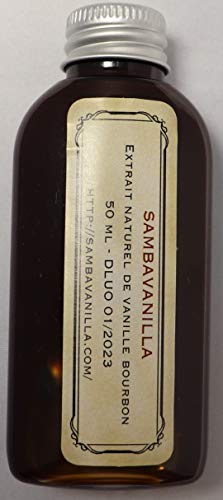 SAMBAVANILLA
EXTRAIT NATUREL DE VANILLE BOURBON
50 ML - DLUO 01/2023
HTTP://SAMBAVANILLA.COM/